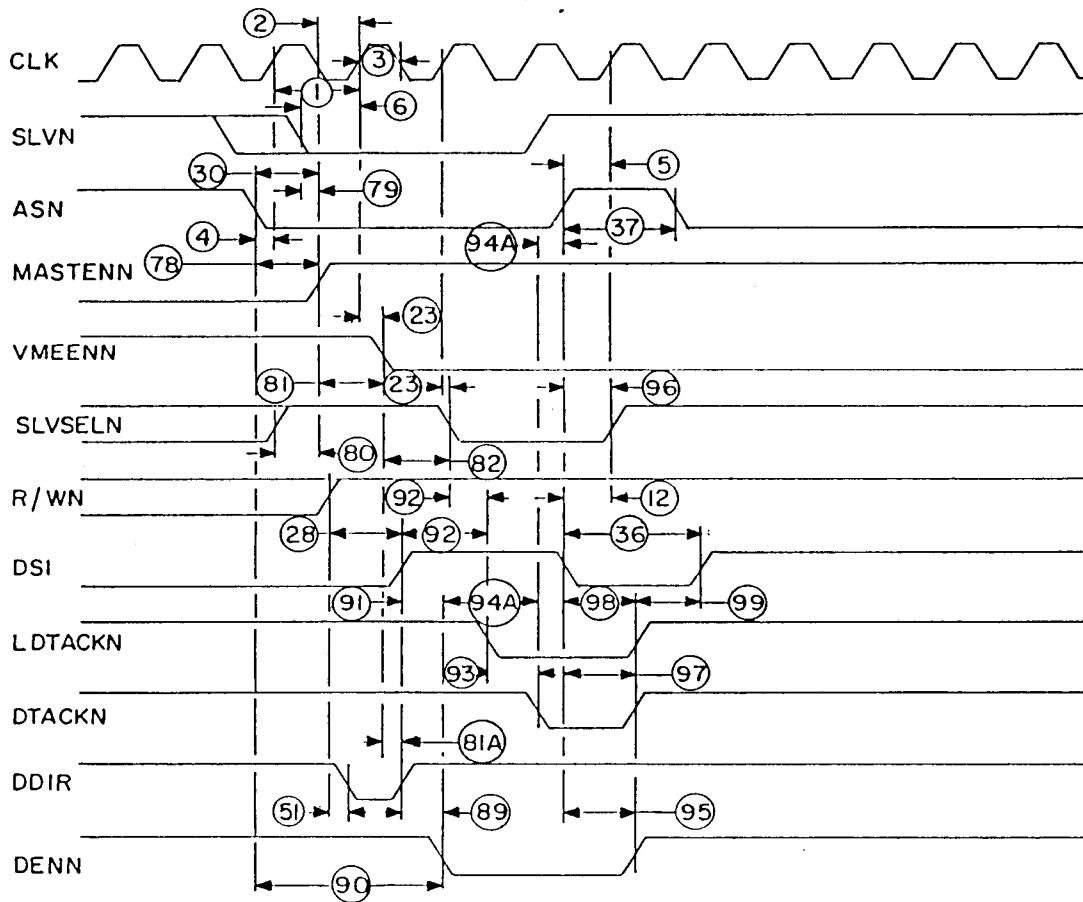 ②
CLK ③
① ⑥
SLVN
㉚ ⑤
79
ASN
④ 94A 37
78
MASTENN
23
VMEENN
81 23 96
SLVSELN
80 82
R/WN 92 12
28 92 36
DSI
91 94A 98 99
LDTACKN
93 97
DTACKN
81A
DDIR
51 89 95
DENN
90